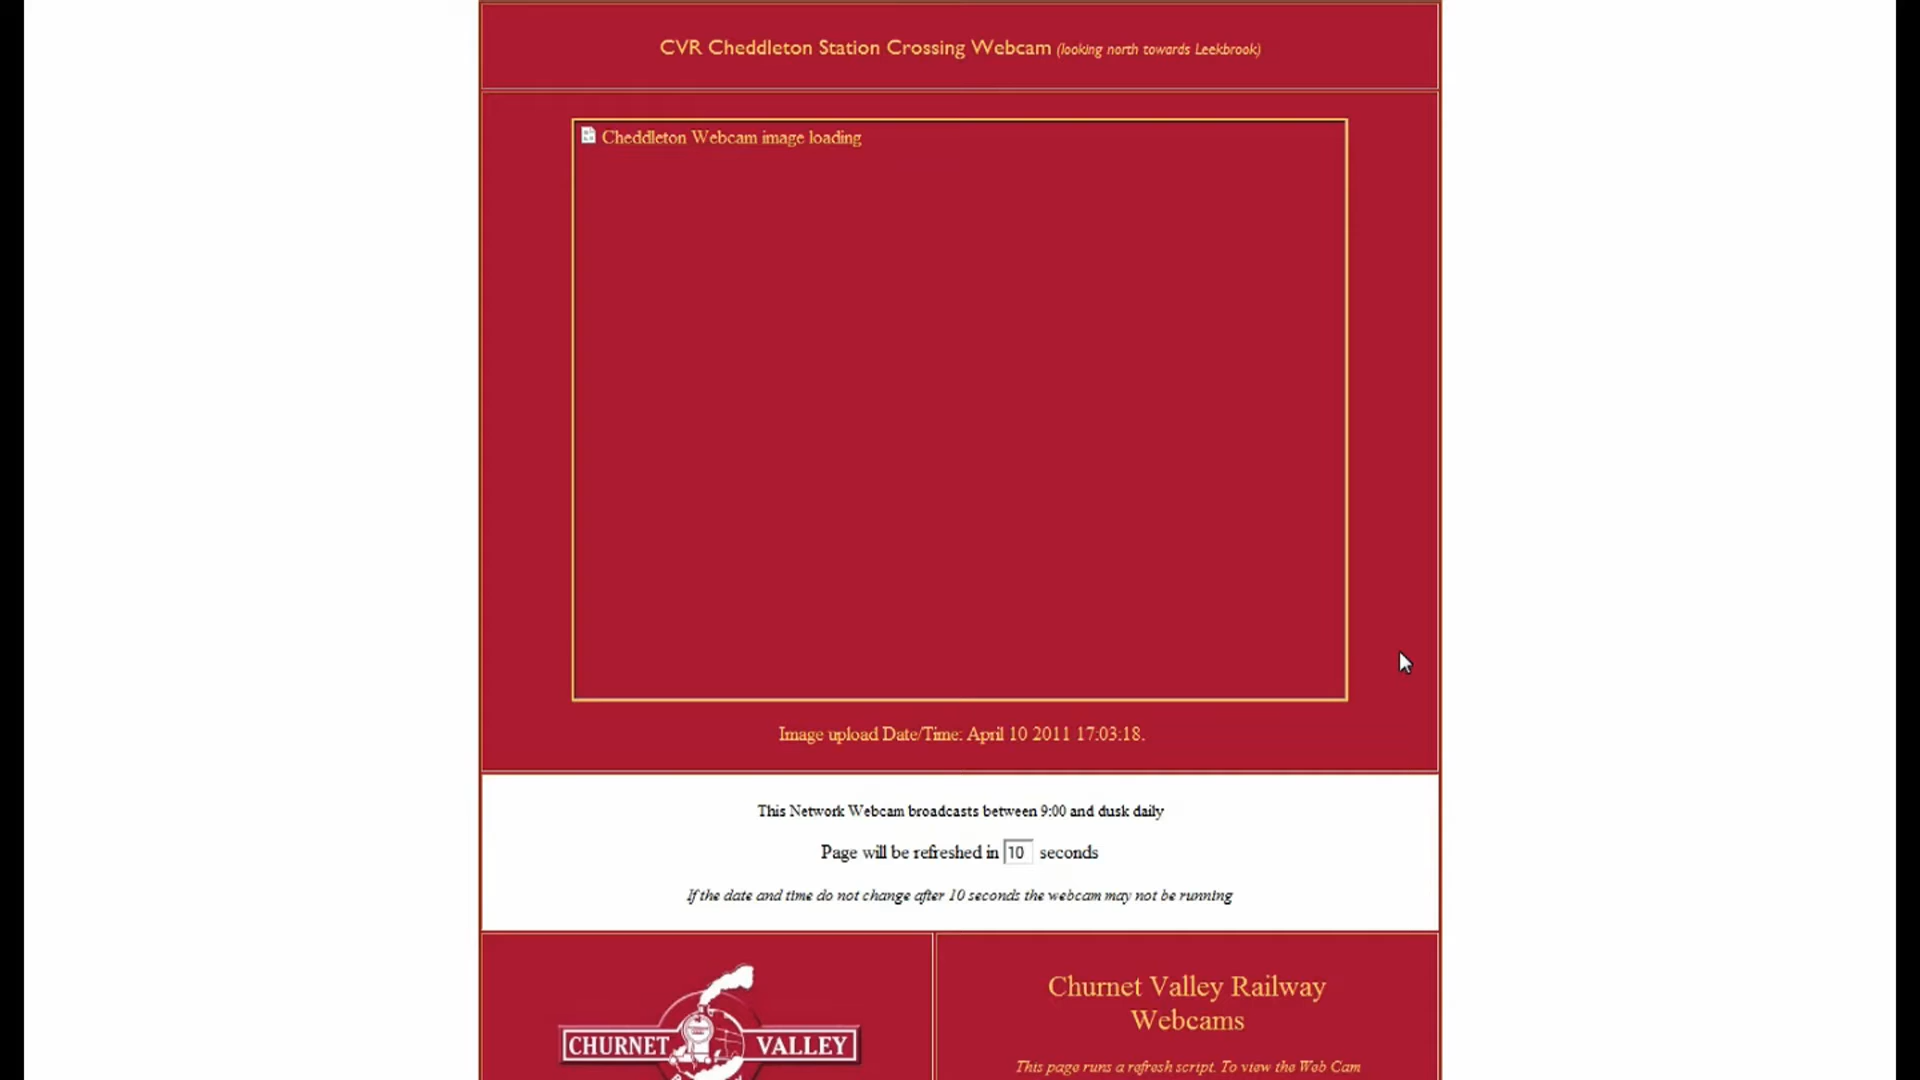 CVR Cheddleton Station Crossing Webcam (looking north towards Leekbrook)
Cheddleton Webcam image loading
Image upload Date/Time: April 10 2011 17:03:18.
This Network Webcam broadcasts between 9:00 and dusk daily
Page will be refreshed in 10 seconds
If the date and time do not change after 10 seconds the webcam may not be running
CHURNET VALLEY
Churnet Valley Railway
Webcams
This page runs a refresh script. To view the Web Cam